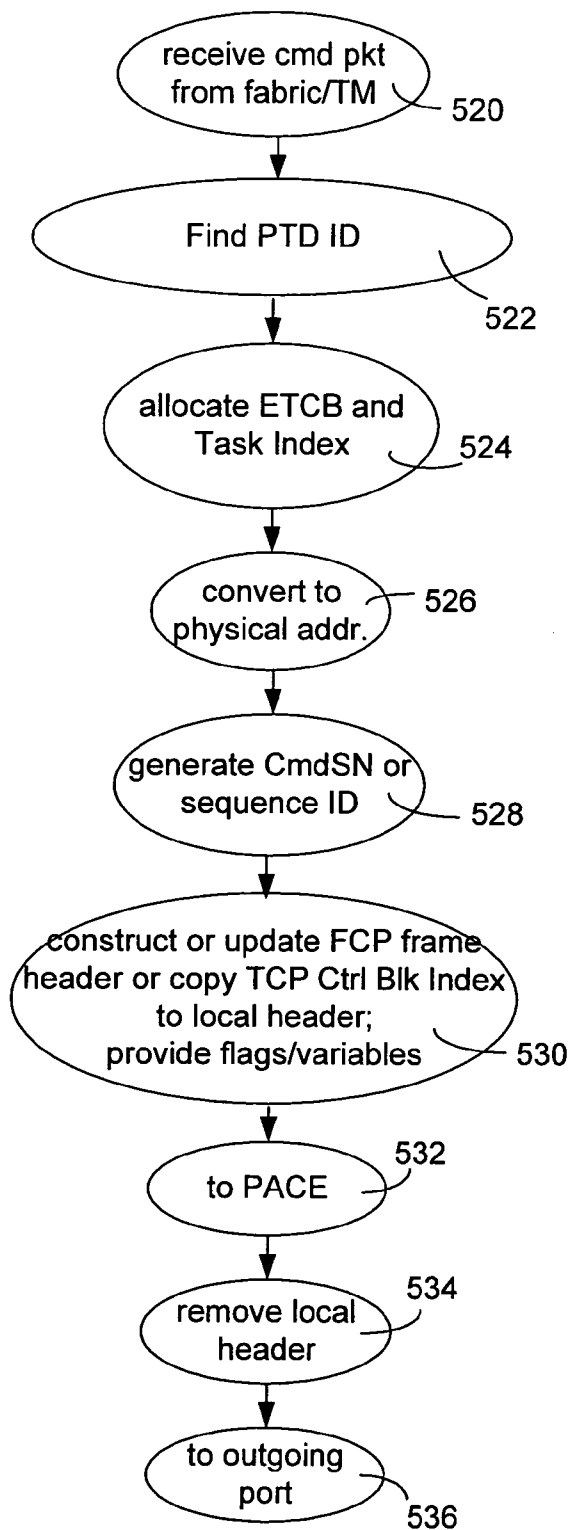 receive cmd pkt
from fabric/TM
520
Find PTD ID
522
allocate ETCB and
Task Index
524
convert to
physical addr.
526
generate CmdSN or
sequence ID
528
construct or update FCP frame
header or copy TCP Ctrl Blk Index
to local header;
provide flags/variables
530
to PACE
532
remove local
header
534
to outgoing
port
536